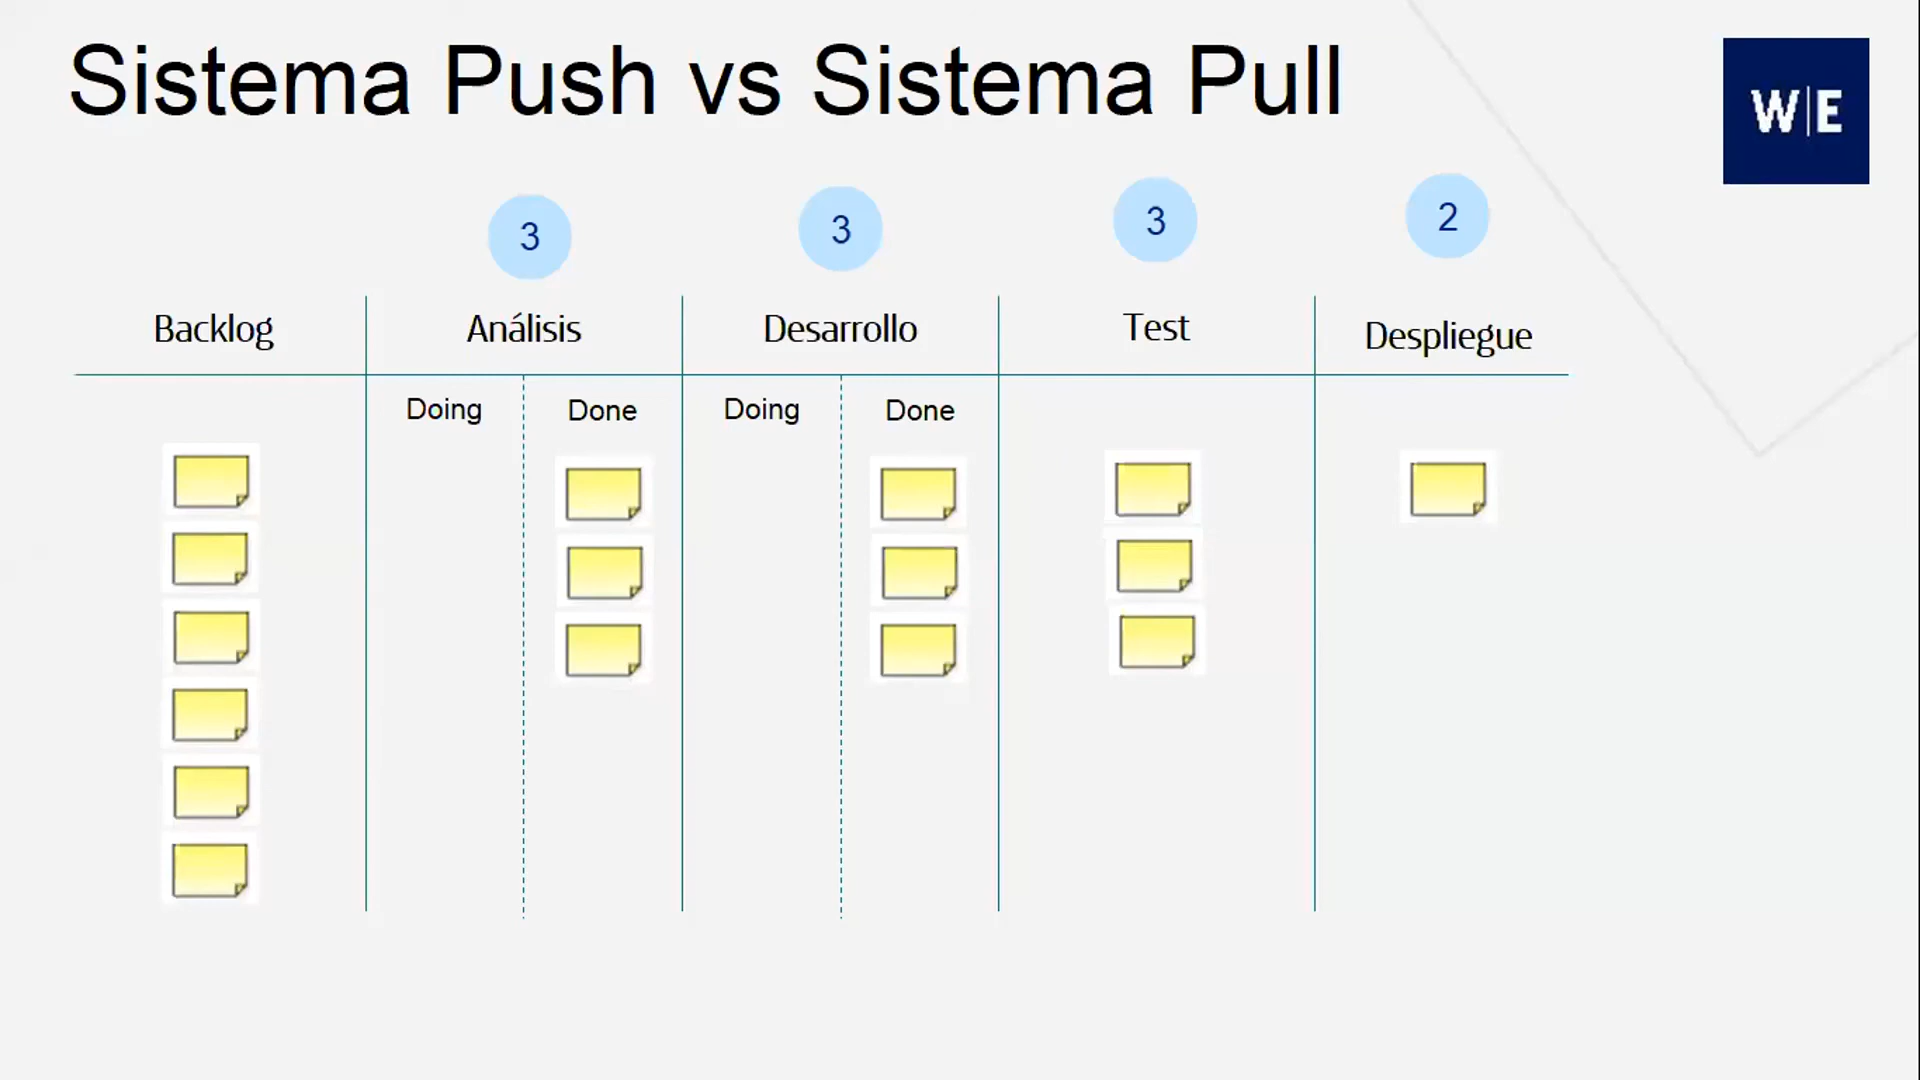 Sistema Push vs Sistema Pull
W|E
3 3 3 2
Backlog Análisis Desarrollo Test Despliegue
Doing Done Doing Done